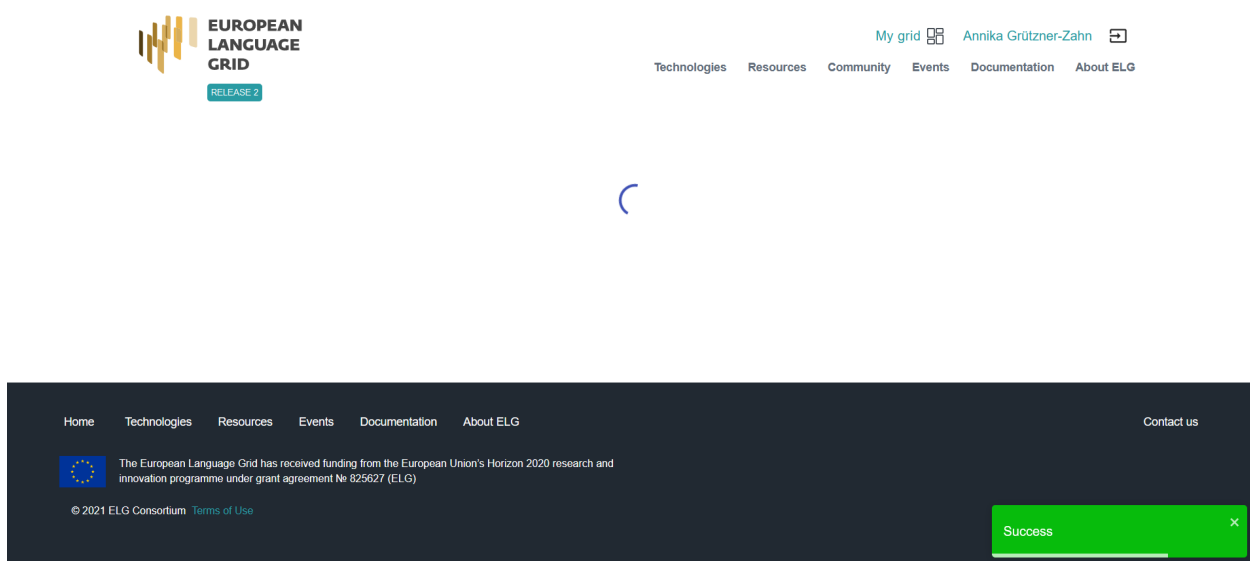 EUROPEAN
LANGUAGE
GRID
RELEASE 2
My grid Annika Grützner-Zahn
Technologies Resources Community Events Documentation About ELG
Home Technologies Resources Events Documentation About ELG Contact us
The European Language Grid has received funding from the European Union's Horizon 2020 research and
innovation programme under grant agreement № 825627 (ELG)
© 2021 ELG Consortium Terms of Use
Success ×